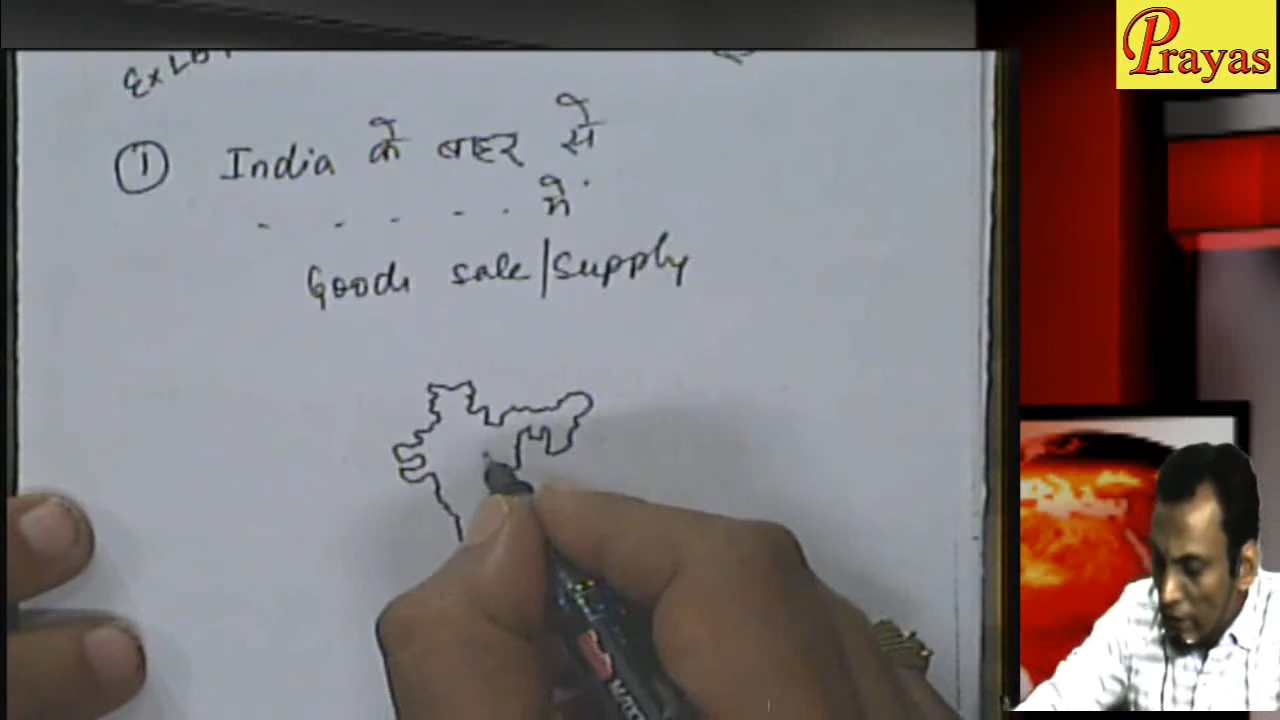 Prayas
① India के बाहर से
- - - - . में
Goods sale/supply